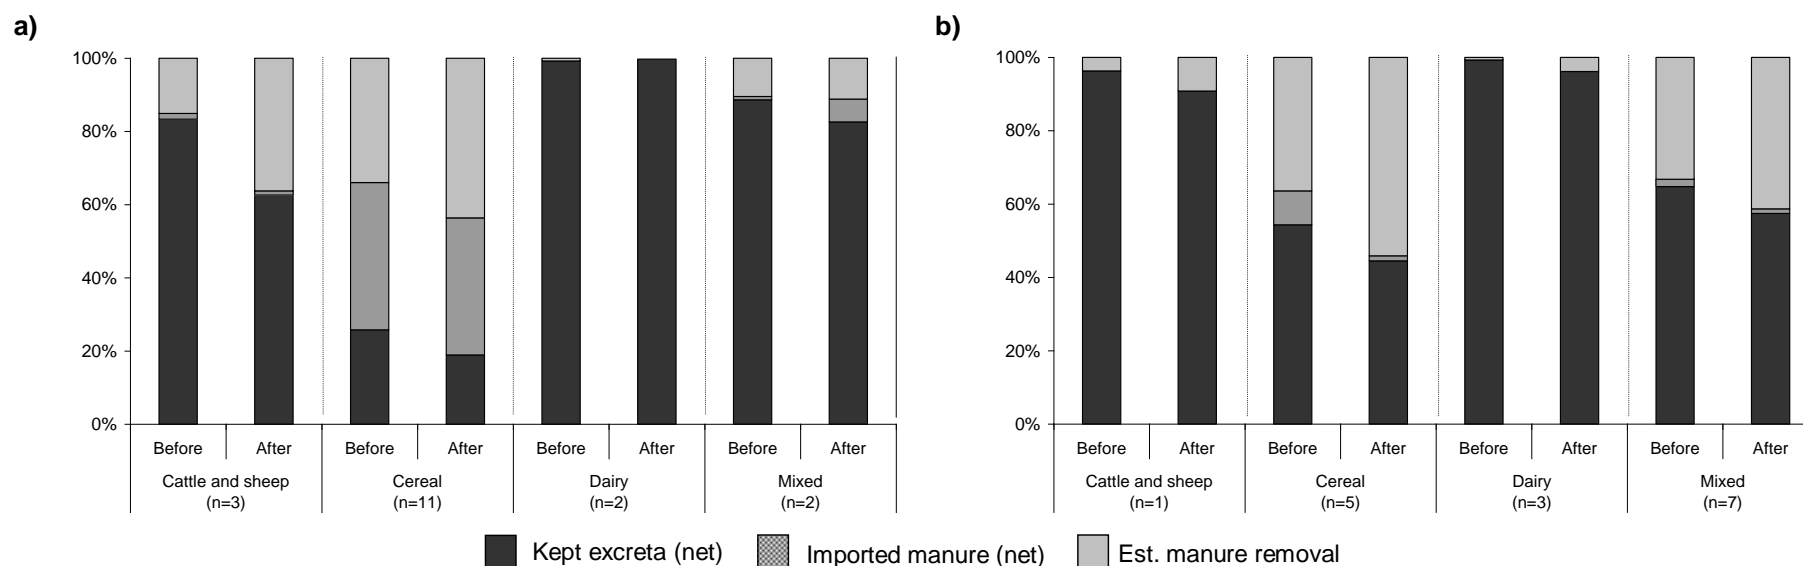 a)
100%
80%
60%
40%
20%
0%
Before After Before After Before After Before After
Cattle and sheep Cereal Dairy Mixed
(n=3) (n=11) (n=2) (n=2)
b)
100%
80%
60%
40%
20%
0%
Before After Before After Before After Before After
Cattle and sheep Cereal Dairy Mixed
(n=1) (n=5) (n=3) (n=7)
Kept excreta (net) Imported manure (net) Est. manure removal